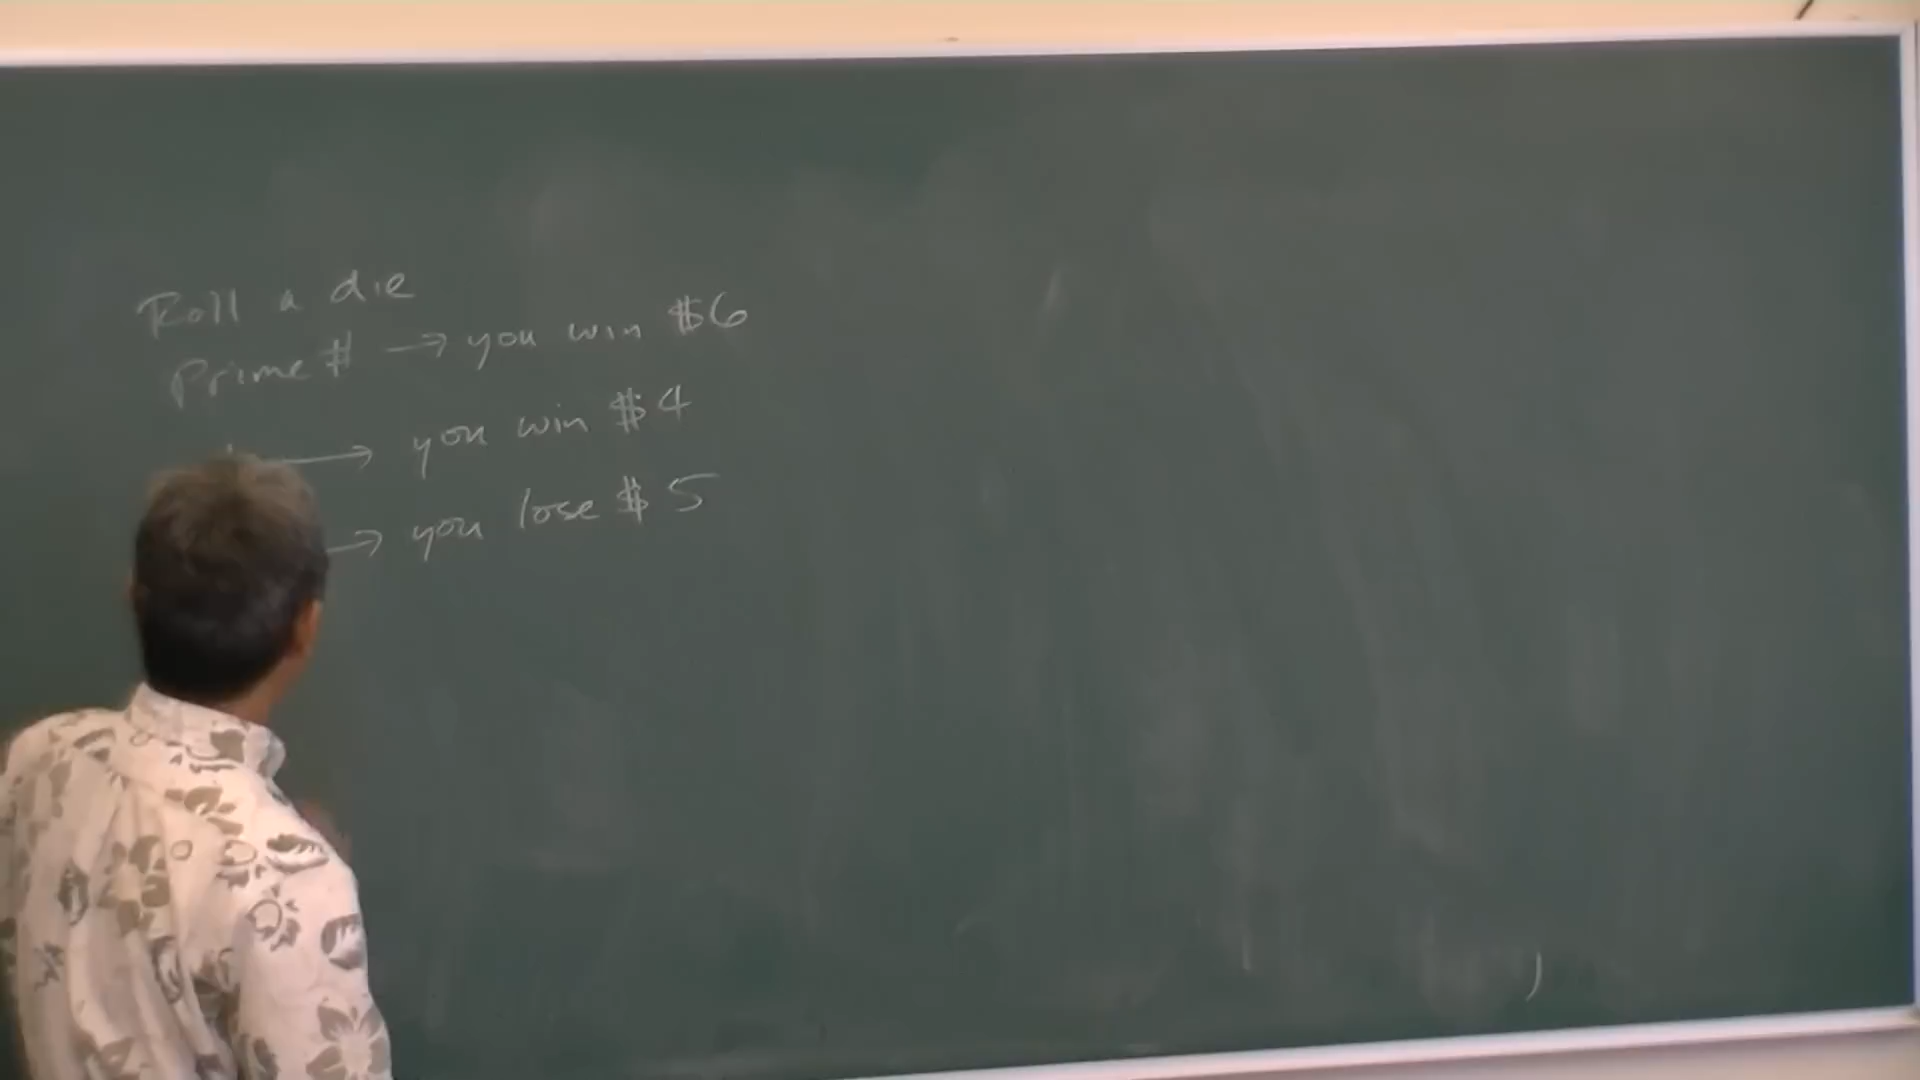 Roll a die
Prime # → you win $6
→ you win $4
→ you lose $5